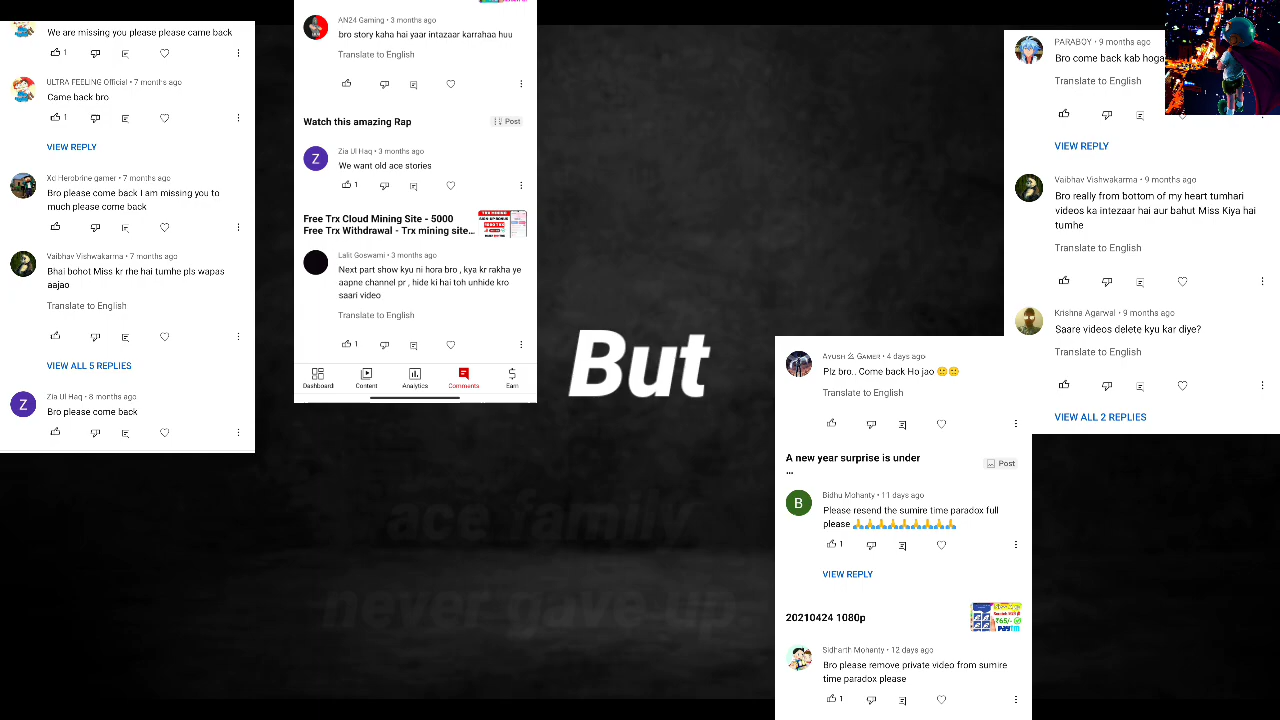 We are missing you please please came back
1
ULTRA FEELING Official • 7 months ago
Came back bro
1
VIEW REPLY
Xd Herobrine gamer • 7 months ago
Bro please come back I am missing you to
much please come back
Vaibhav Vishwakarma • 7 months ago
Bhai bohot Miss kr rhe hai tumhe pls wapas
aajao
Translate to English
VIEW ALL 5 REPLIES
Z
Zia Ul Haq • 8 months ago
Bro please come back
AN24 Gaming • 3 months ago
bro story kaha hai yaar intazaar karrahaa huu
Translate to English
Watch this amazing Rap
Post
Z
Zia Ul Haq • 3 months ago
We want old ace stories
1
Free Trx Cloud Mining Site - 5000
Free Trx Withdrawal - Trx mining site...
Lalit Goswami • 3 months ago
Next part show kyu ni hora bro , kya kr rakha ye
aapne channel pr , hide ki hai toh unhide kro
saari video
Translate to English
1
Dashboard Content Analytics Comments Earn
But
ace family
never gave up
PARABOY • 9 months ago
Bro come back kab hoga
Translate to English
VIEW REPLY
Vaibhav Vishwakarma • 9 months ago
Bro really from bottom of my heart tumhari
videos ka intezaar hai aur bahut Miss Kiya hai
tumhe
Translate to English
Krishna Agarwal • 9 months ago
Saare videos delete kyu kar diye?
Translate to English
VIEW ALL 2 REPLIES
• 4 days ago
Plz bro.. Come back Ho jao 🙂🙂
Translate to English
A new year surprise is under
...
Post
B
Bidhu Mohanty • 11 days ago
Please resend the sumire time paradox full
please 🙏🙏🙏🙏🙏🙏🙏🙏
1
VIEW REPLY
20210424 1080p
₹65/-
Paytm
Sidharth Mohanty • 12 days ago
Bro please remove private video from sumire
time paradox please
1